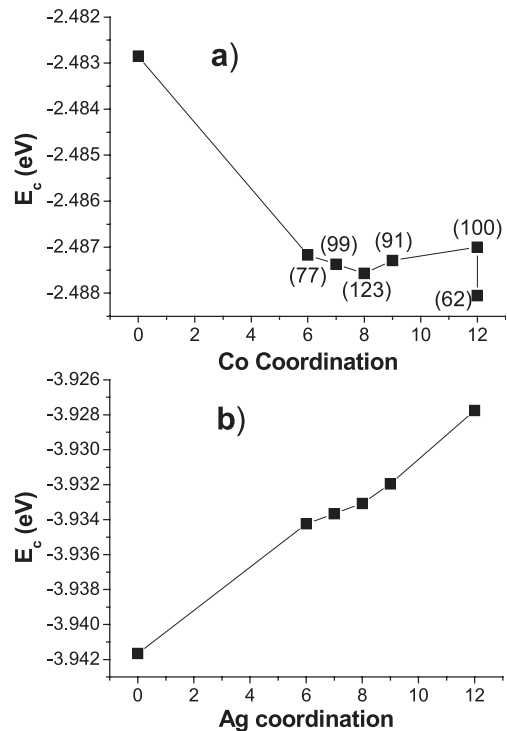 -2.482
-2.483
-2.484
-2.485
-2.486
-2.487
-2.488
E_c (eV)
a)
(77)
(99)
(123)
(91)
(100)
(62)
0 2 4 6 8 10 12
Co Coordination
-3.926
-3.928
-3.930
-3.932
-3.934
-3.936
-3.938
-3.940
-3.942
E_c (eV)
b)
0 2 4 6 8 10 12
Ag coordination